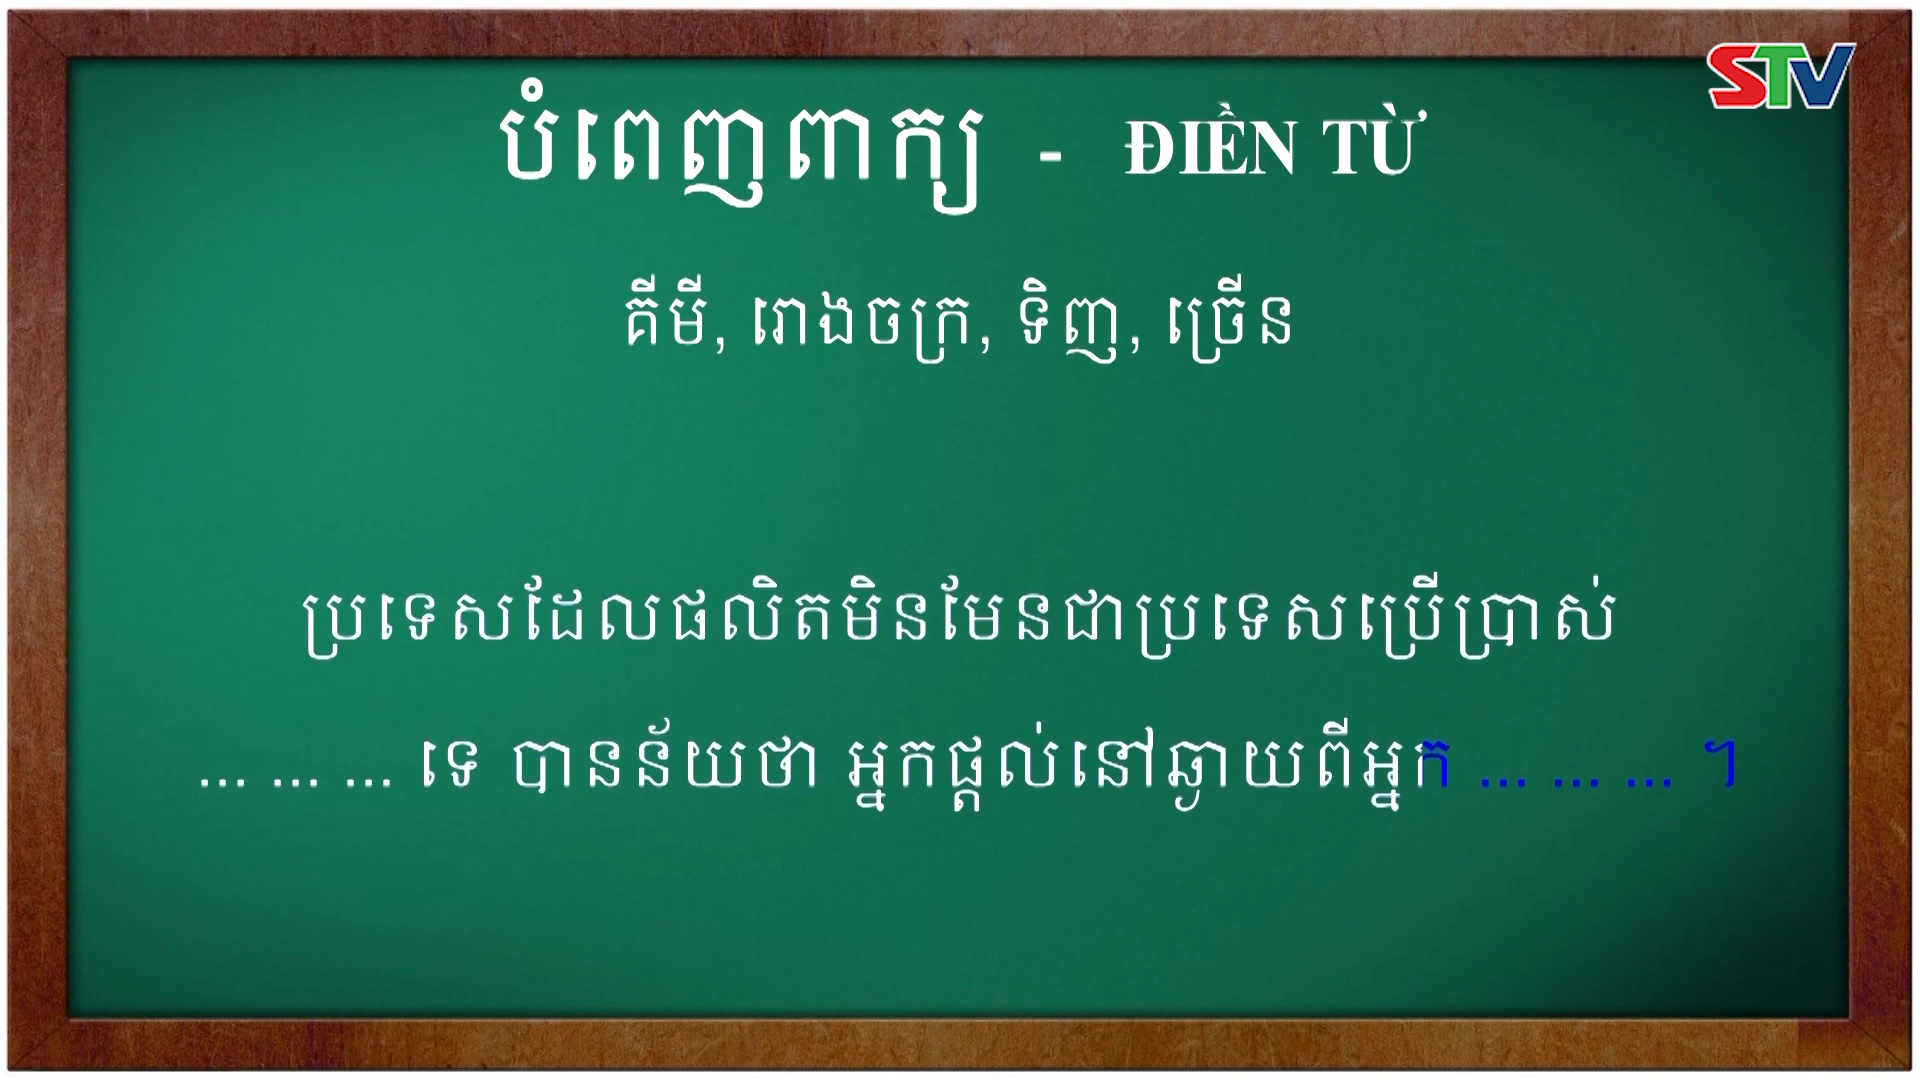 STV
បំពេញពាក្យ - ĐIỀN TỪ
គីមី, រោងចក្រ, ទិញ, ច្រើន
ប្រទេសដែលផលិតមិនមែនជាប្រទេសប្រើប្រាស់
... ... ... ទេ បានន័យថា អ្នកផ្តល់នៅឆ្ងាយពីអ្នក ... ... ... ។